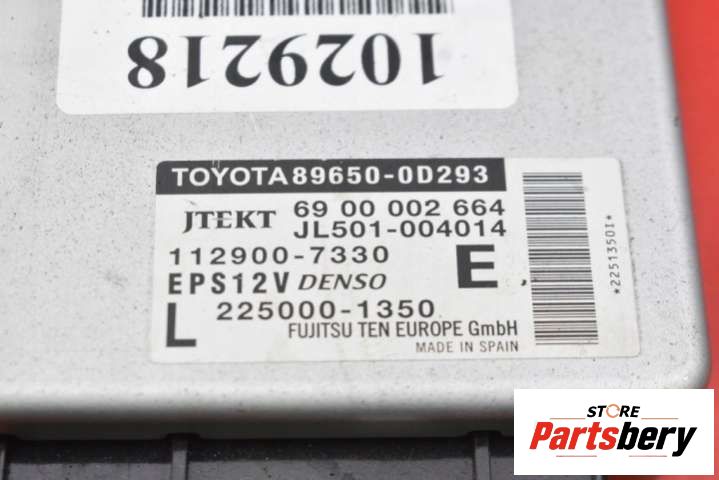 1029218
TOYOTA 89650-0D293
JTEKT 69 00 002 664
JL501-004014
112900-7330 E
EPS12V DENSO
L 225000-1350
FUJITSU TEN EUROPE GmbH
MADE IN SPAIN
*2251350I*
STORE
Partsbery